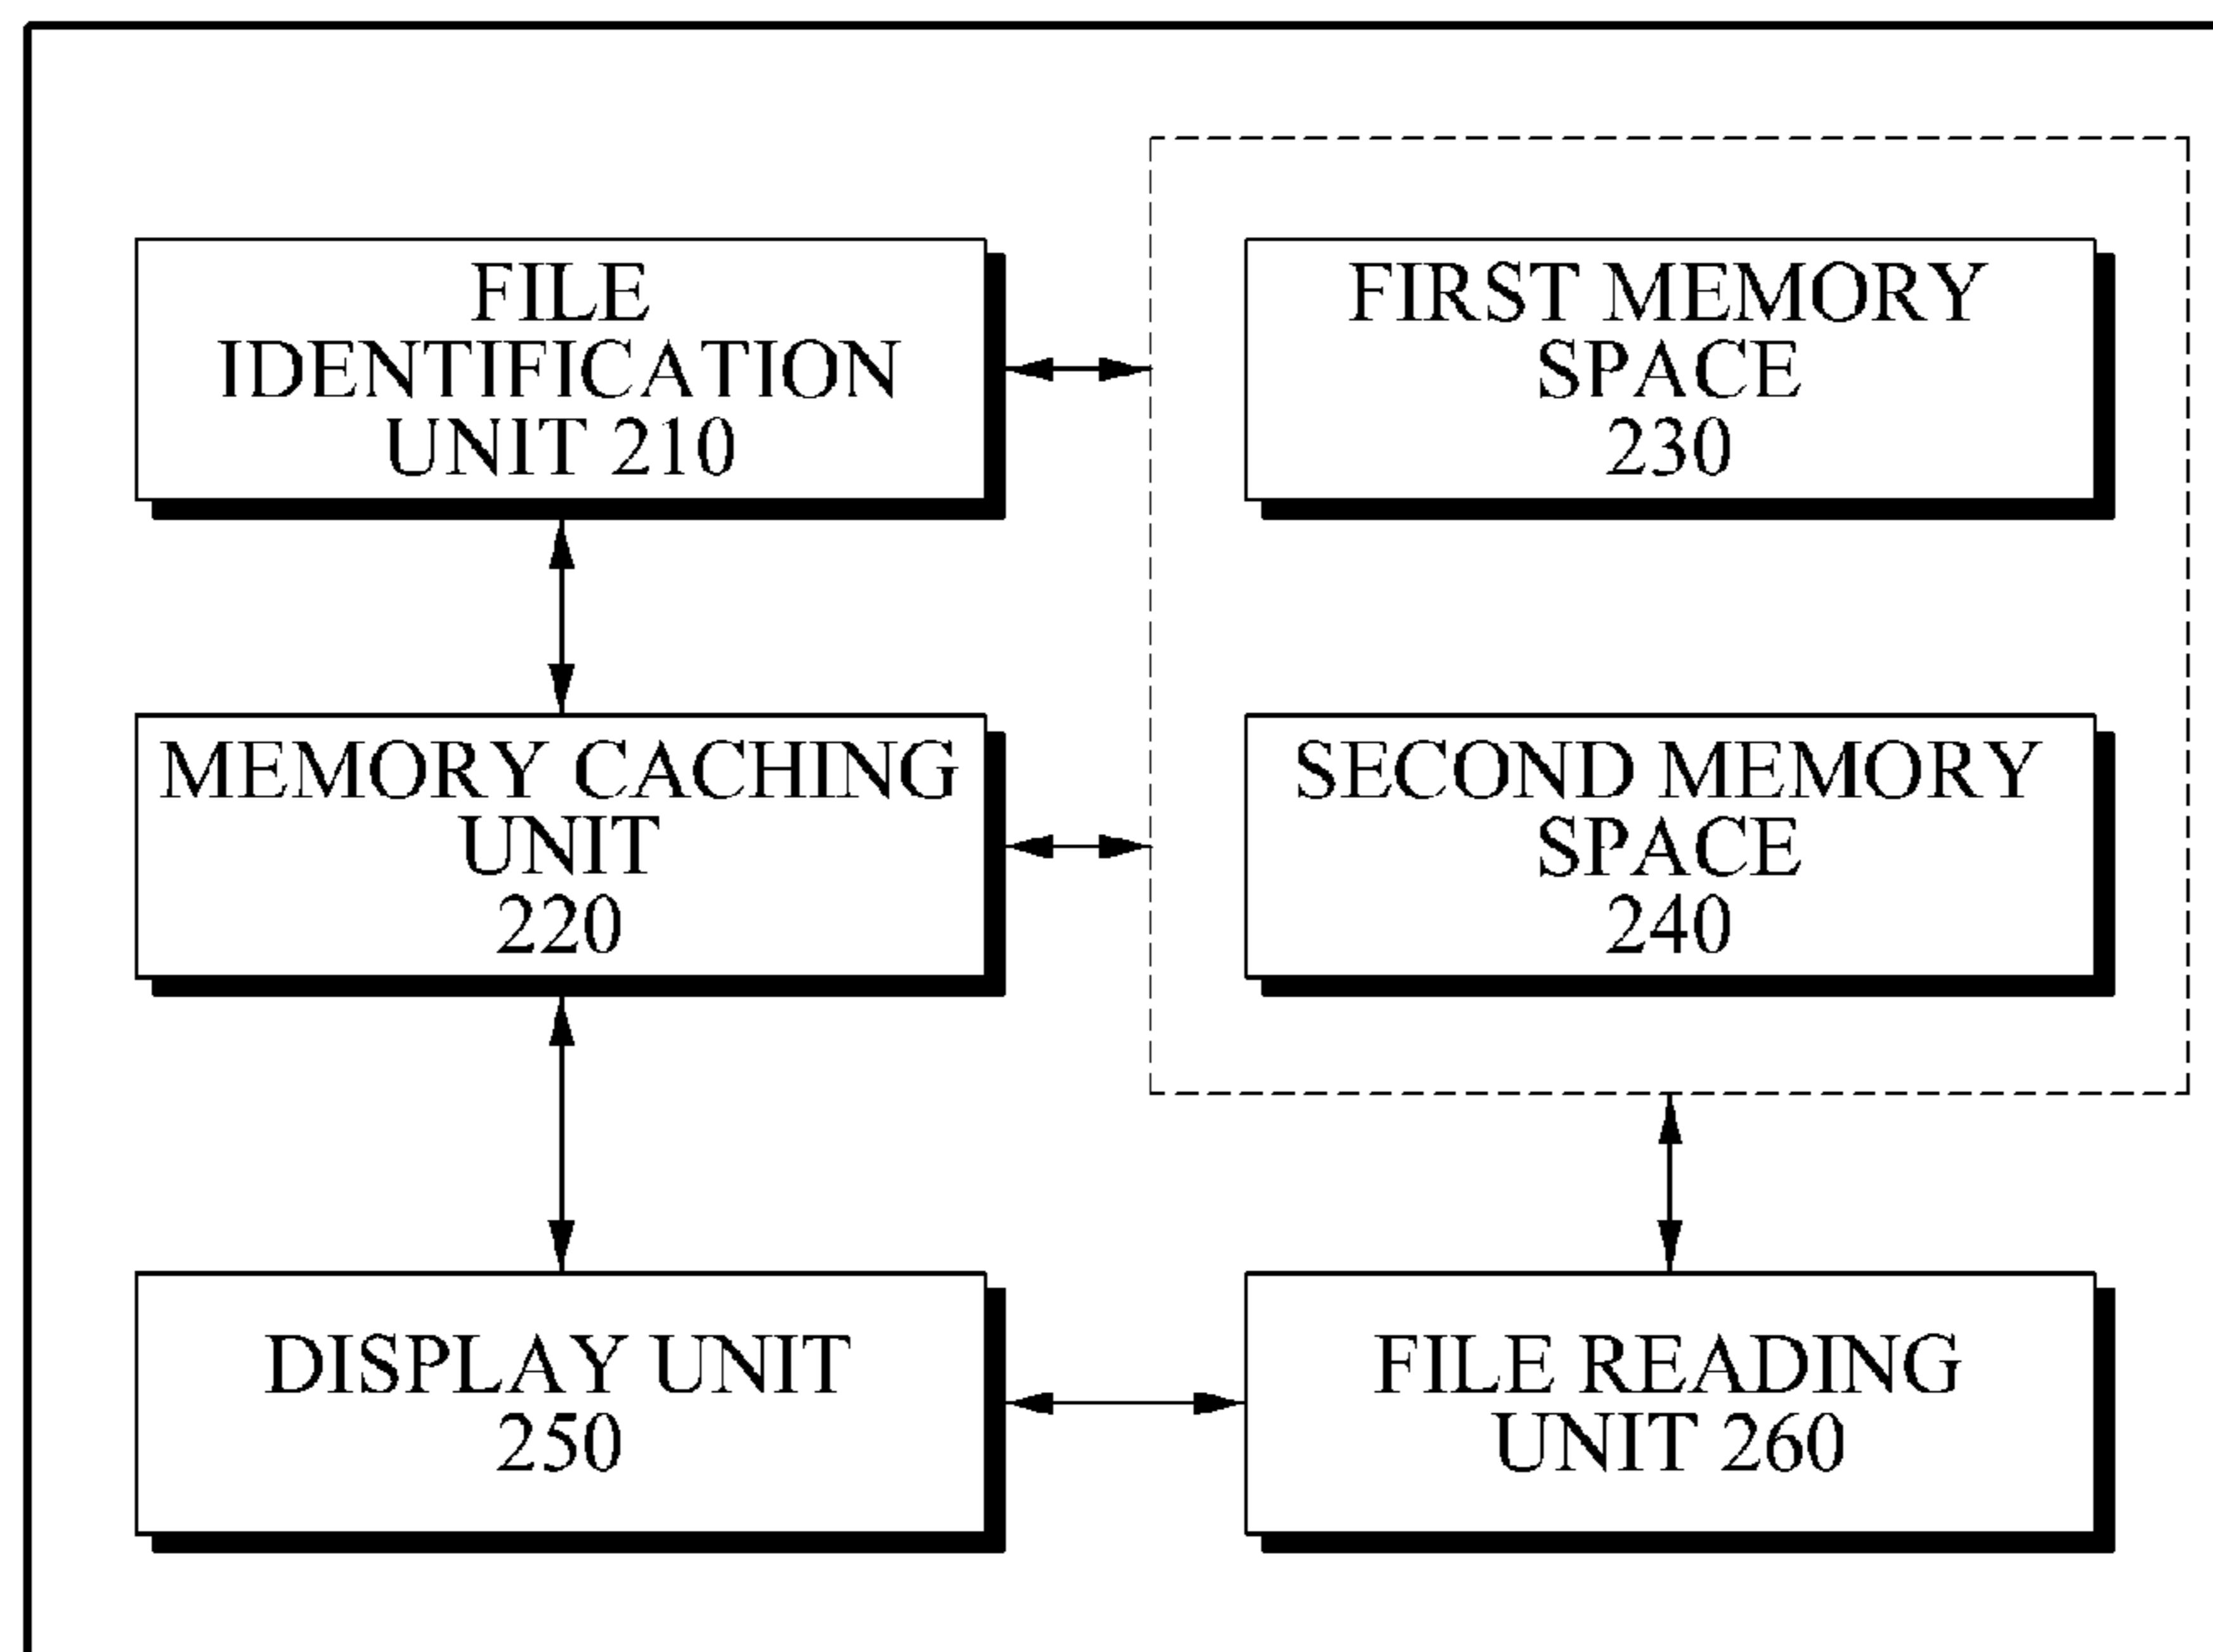 FILE
IDENTIFICATION
UNIT 210
FIRST MEMORY
SPACE
230
MEMORY CACHING
UNIT
220
SECOND MEMORY
SPACE
240
DISPLAY UNIT
250
FILE READING
UNIT 260